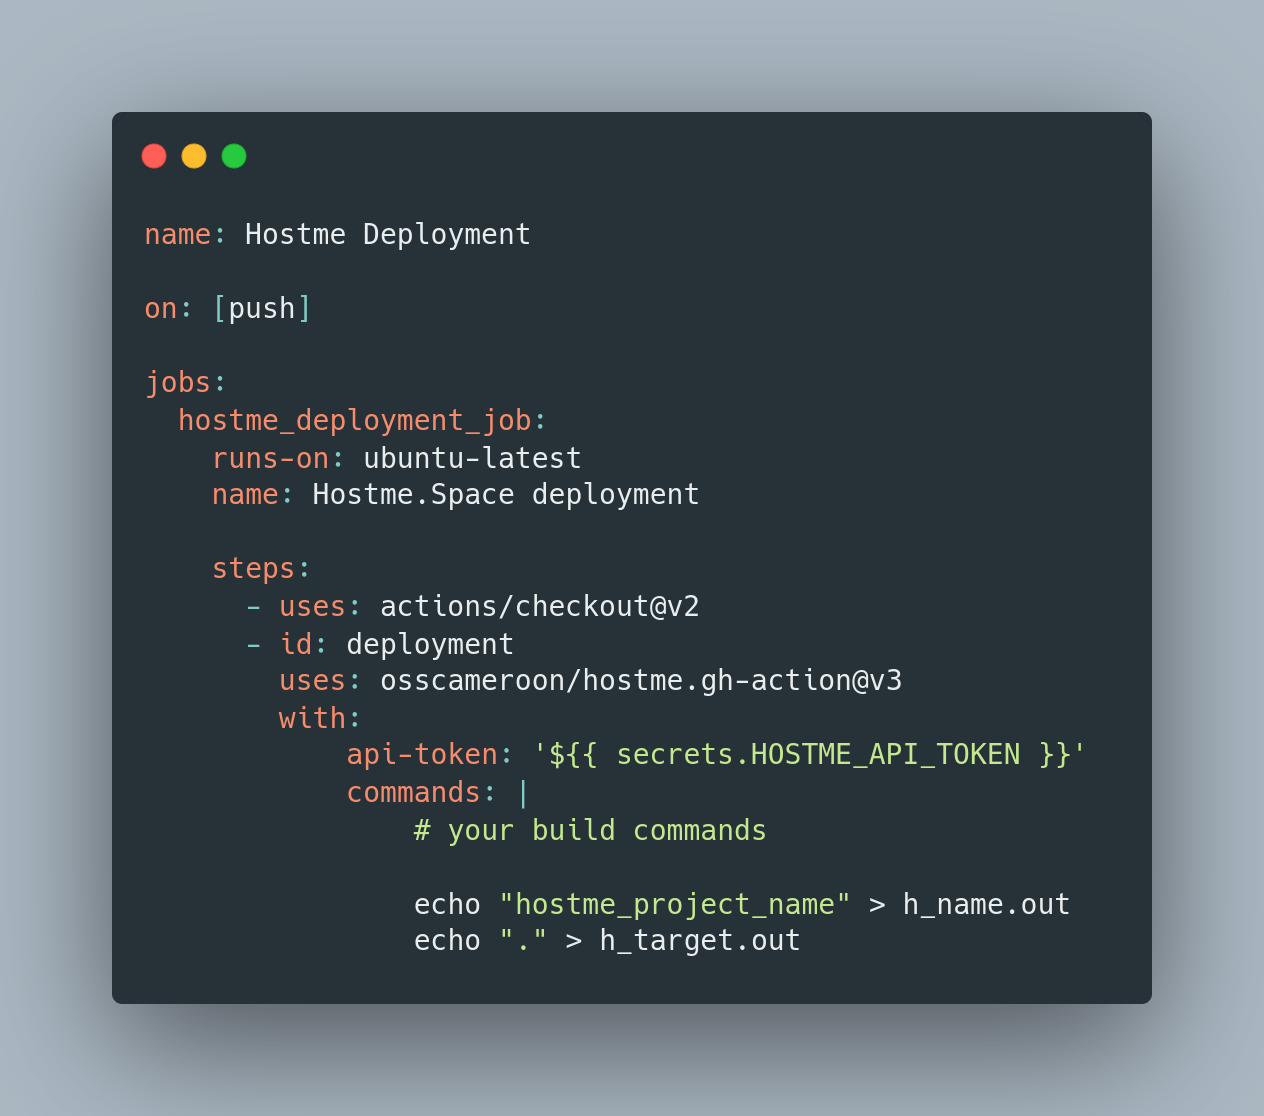 name: Hostme Deployment
on: [push]
jobs:
  hostme_deployment_job:
    runs-on: ubuntu-latest
    name: Hostme.Space deployment
    steps:
      - uses: actions/checkout@v2
      - id: deployment
        uses: osscameroon/hostme.gh-action@v3
        with:
            api-token: '${{ secrets.HOSTME_API_TOKEN }}'
            commands: |
                # your build commands
                echo "hostme_project_name" > h_name.out
                echo "." > h_target.out